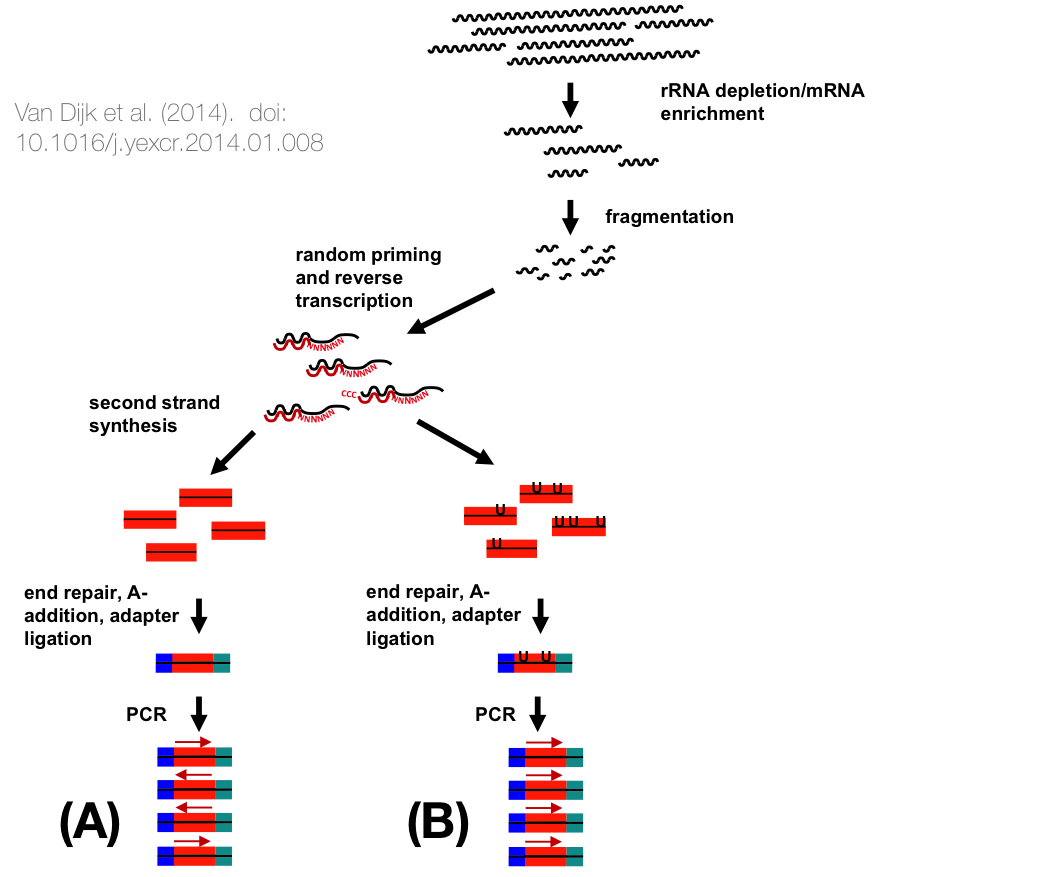 Van Dijk et al. (2014).  doi:
10.1016/j.yexcr.2014.01.008
rRNA depletion/mRNA
enrichment
fragmentation
random priming
and reverse
transcription
NNNNNN
NNNNNN
CCC
NNNNNN
NNNNNN
second strand
synthesis
U U
U
UU U
U
end repair, A-
addition, adapter
ligation
end repair, A-
addition, adapter
ligation
U U
PCR
PCR
(A)
(B)